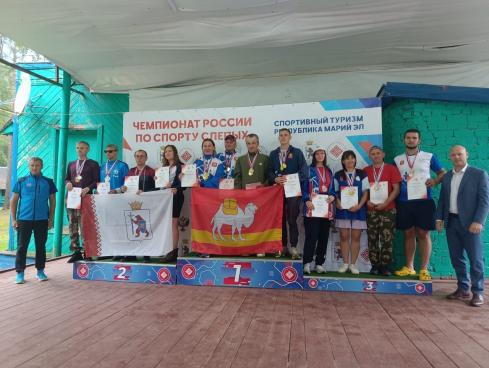 ЧЕМПИОНАТ РОССИИ
ПО СПОРТУ СЛЕПЫХ
СПОРТИВНЫЙ ТУРИЗМ
РЕСПУБЛИКА МАРИЙ ЭЛ
2
1
3